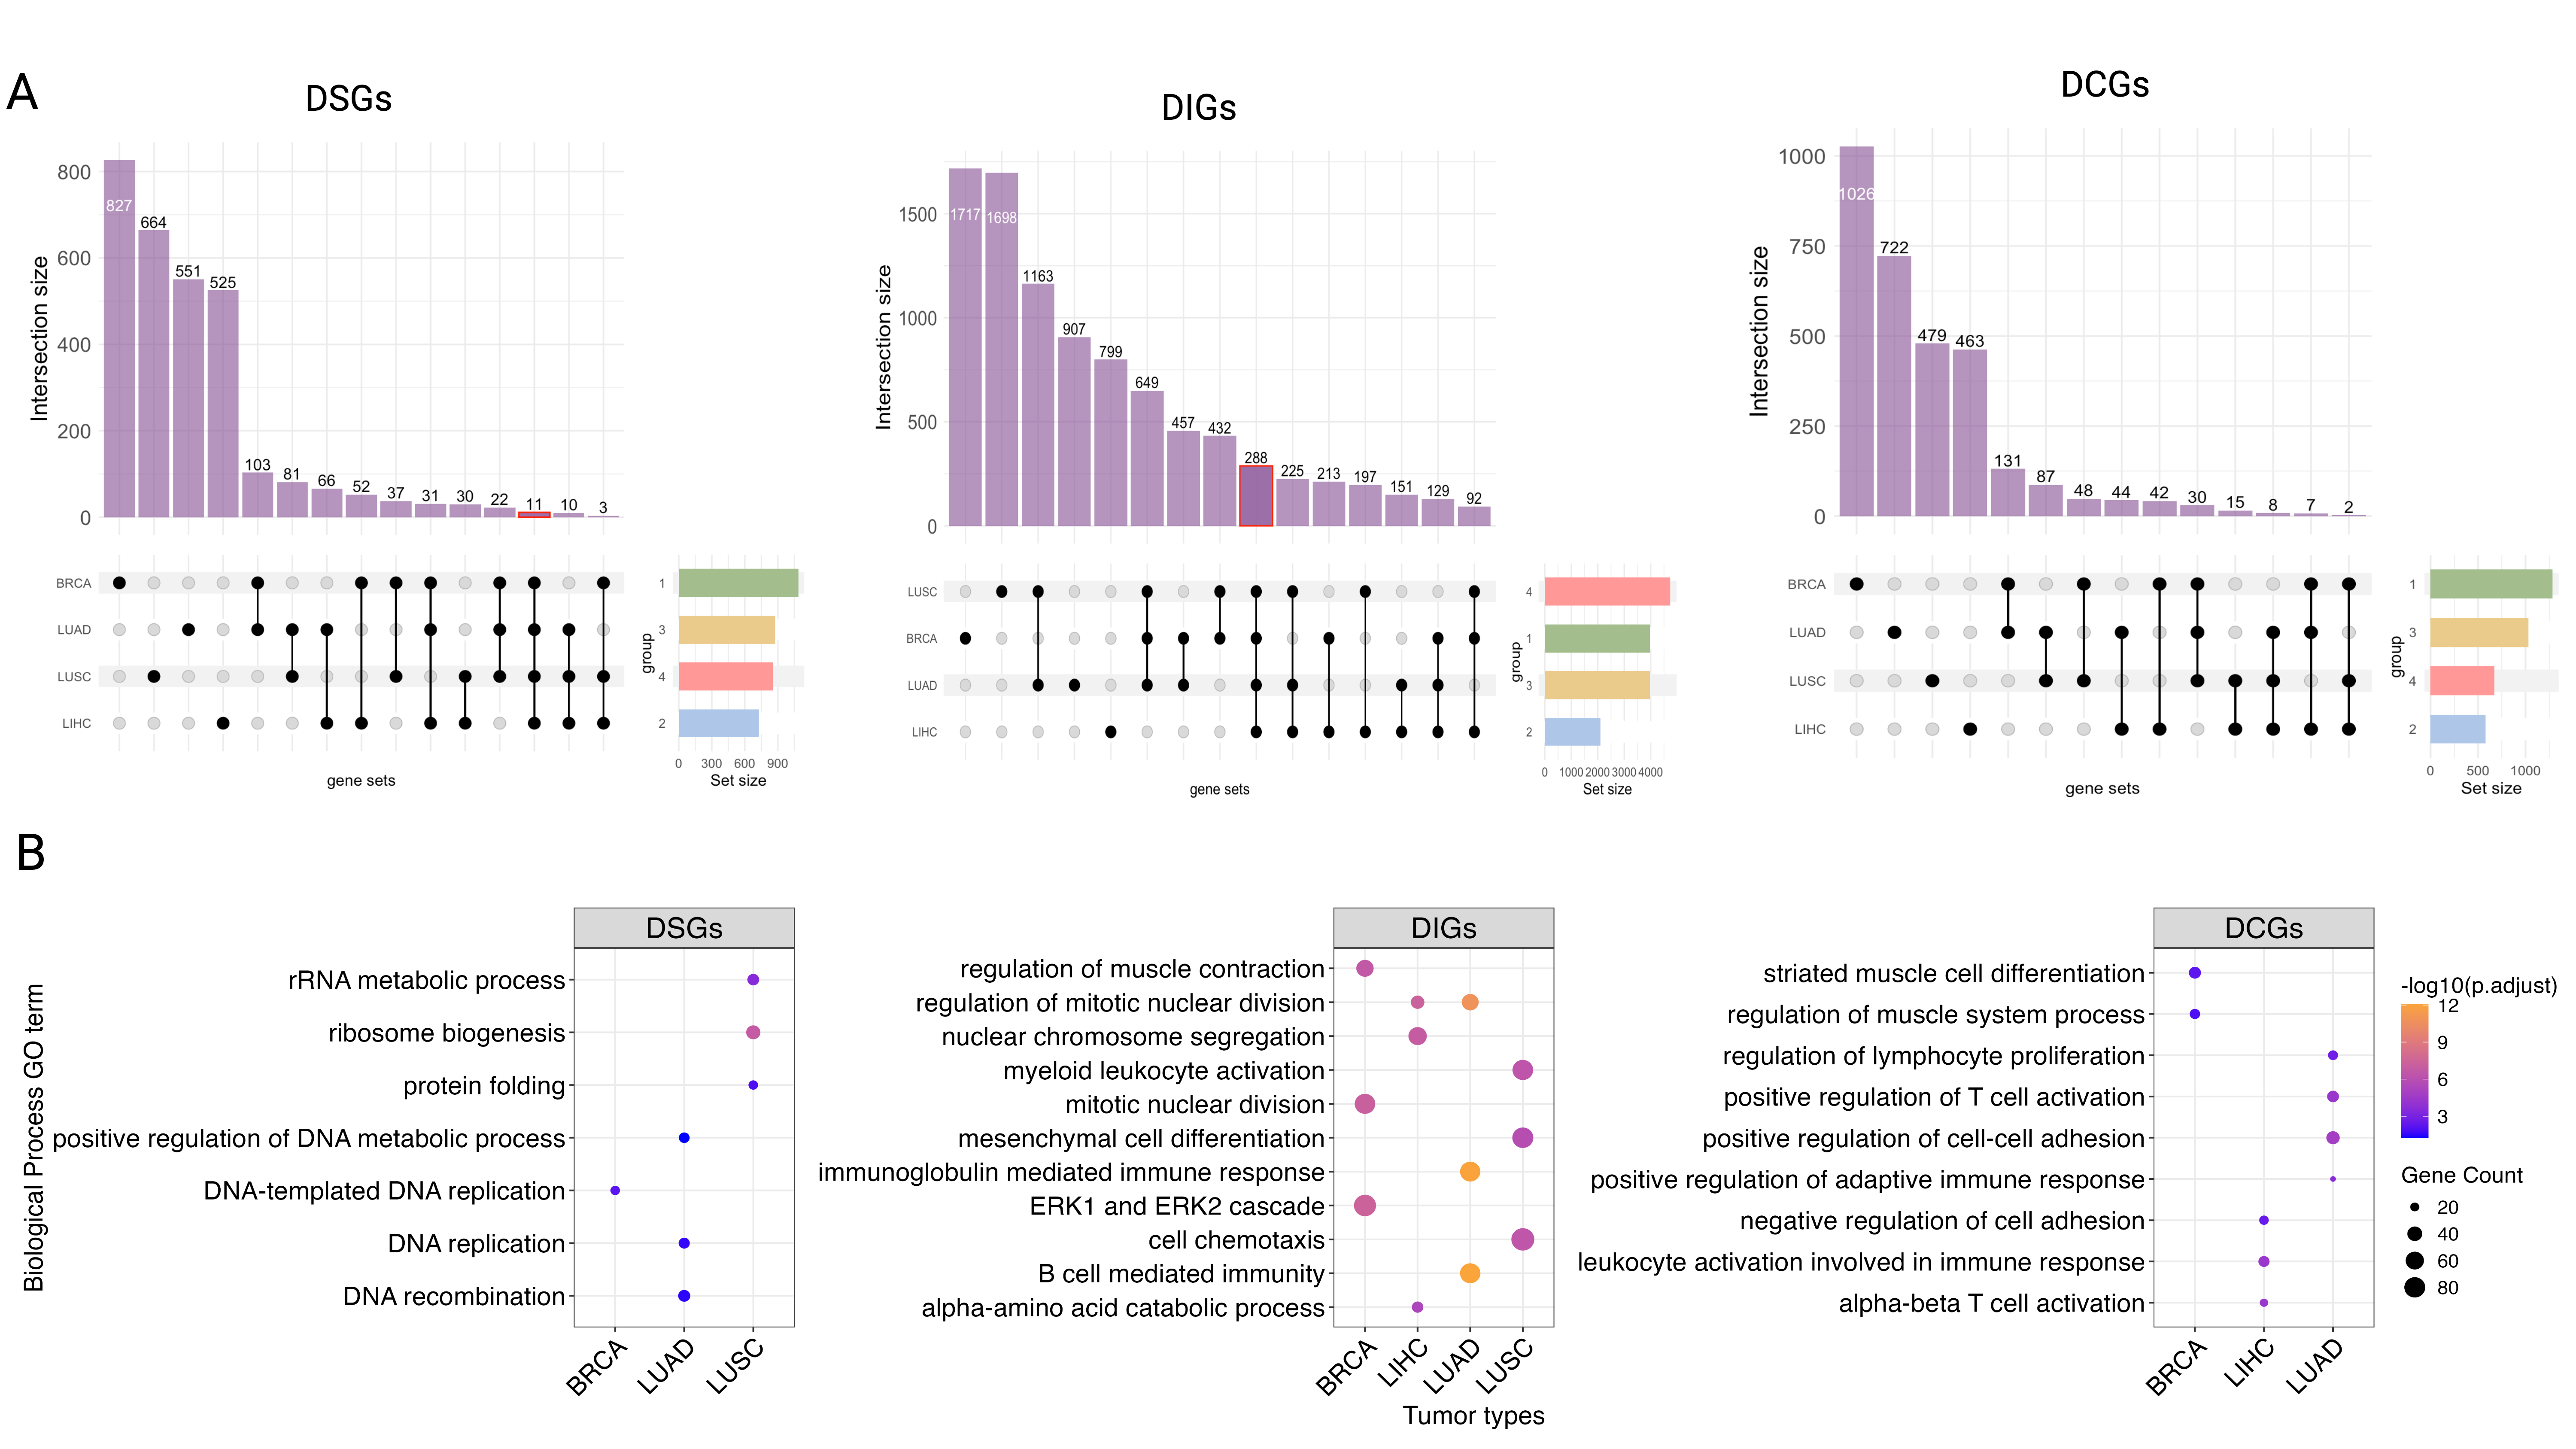 A
DSGs
DIGs
DCGs
Intersection size
800
600
400
200
0
827
664
551
525
103
81
66
52
37
31
30
22
11
10
3
BRCA
LUAD
LUSC
LIHC
gene sets
group
1
3
4
2
0 300 600 900
Set size
Intersection size
1500
1000
500
0
1717
1698
1163
907
799
649
457
432
288
225
213
197
151
129
92
LUSC
BRCA
LUAD
LIHC
gene sets
group
4
1
3
2
0 1000 2000 3000 4000
Set size
Intersection size
1000
750
500
250
0
1026
722
479
463
131
87
48
44
42
30
15
8
7
2
BRCA
LUAD
LUSC
LIHC
gene sets
group
1
3
4
2
0 500 1000
Set size
B
Biological Process GO term
DSGs
rRNA metabolic process
ribosome biogenesis
protein folding
positive regulation of DNA metabolic process
DNA-templated DNA replication
DNA replication
DNA recombination
BRCA
LUAD
LUSC
DIGs
regulation of muscle contraction
regulation of mitotic nuclear division
nuclear chromosome segregation
myeloid leukocyte activation
mitotic nuclear division
mesenchymal cell differentiation
immunoglobulin mediated immune response
ERK1 and ERK2 cascade
cell chemotaxis
B cell mediated immunity
alpha-amino acid catabolic process
BRCA
LIHC
LUAD
LUSC
Tumor types
DCGs
striated muscle cell differentiation
regulation of muscle system process
regulation of lymphocyte proliferation
positive regulation of T cell activation
positive regulation of cell-cell adhesion
positive regulation of adaptive immune response
negative regulation of cell adhesion
leukocyte activation involved in immune response
alpha-beta T cell activation
BRCA
LIHC
LUAD
-log10(p.adjust)
12
9
6
3
Gene Count
20
40
60
80